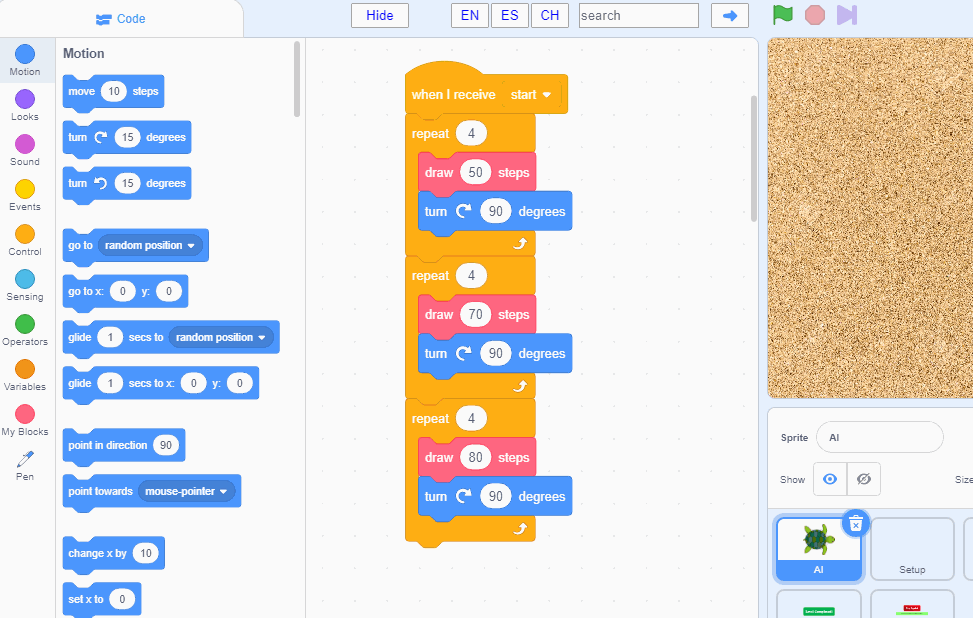 Code
Hide
EN
ES
CH
search
Motion
Looks
Sound
Events
Control
Sensing
Operators
Variables
My Blocks
Pen
Motion
move 10 steps
turn 15 degrees
turn 15 degrees
go to random position
go to x: 0 y: 0
glide 1 secs to random position
glide 1 secs to x: 0 y: 0
point in direction 90
point towards mouse-pointer
change x by 10
set x to 0
when I receive start
repeat 4
draw 50 steps
turn 90 degrees
repeat 4
draw 70 steps
turn 90 degrees
repeat 4
draw 80 steps
turn 90 degrees
Sprite AI
Show
AI
Setup